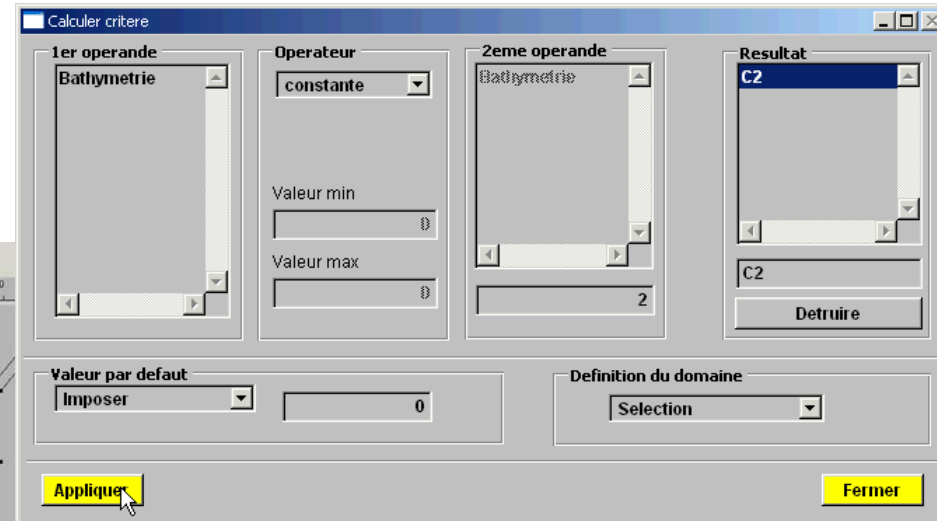 Calculer critere
1er operande
Bathymetrie
Operateur
constante
Valeur min
0
Valeur max
0
2eme operande
Bathymetrie
2
Resultat
C2
C2
Detruire
Valeur par defaut
Imposer
0
Definition du domaine
Selection
Appliquer
Fermer